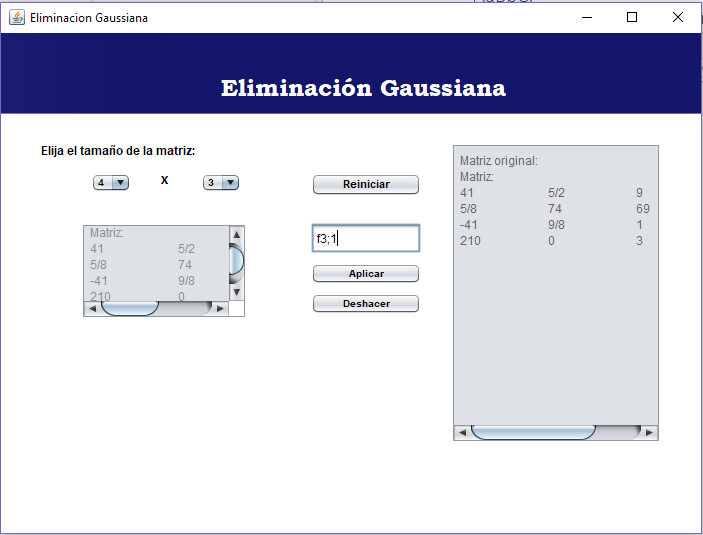 Eliminacion Gaussiana
Eliminación Gaussiana
Elija el tamaño de la matriz:
4 X 3
Reiniciar
Matriz:
41 5/2
5/8 74
-41 9/8
210 0
f3;1
Aplicar
Deshacer
Matriz original:
Matriz:
41 5/2 9
5/8 74 69
-41 9/8 1
210 0 3